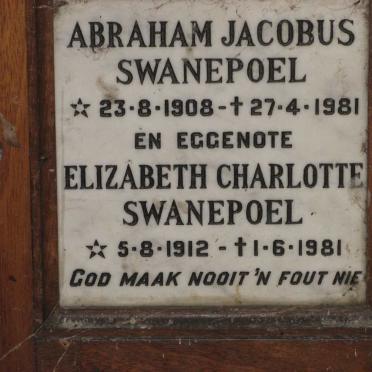 ABRAHAM JACOBUS
SWANEPOEL
☆ 23·8·1908 - † 27·4·1981
EN EGGENOTE
ELIZABETH CHARLOTTE
SWANEPOEL
☆ 5·8·1912 - † 1·6·1981
GOD MAAK NOOIT 'N FOUT NIE